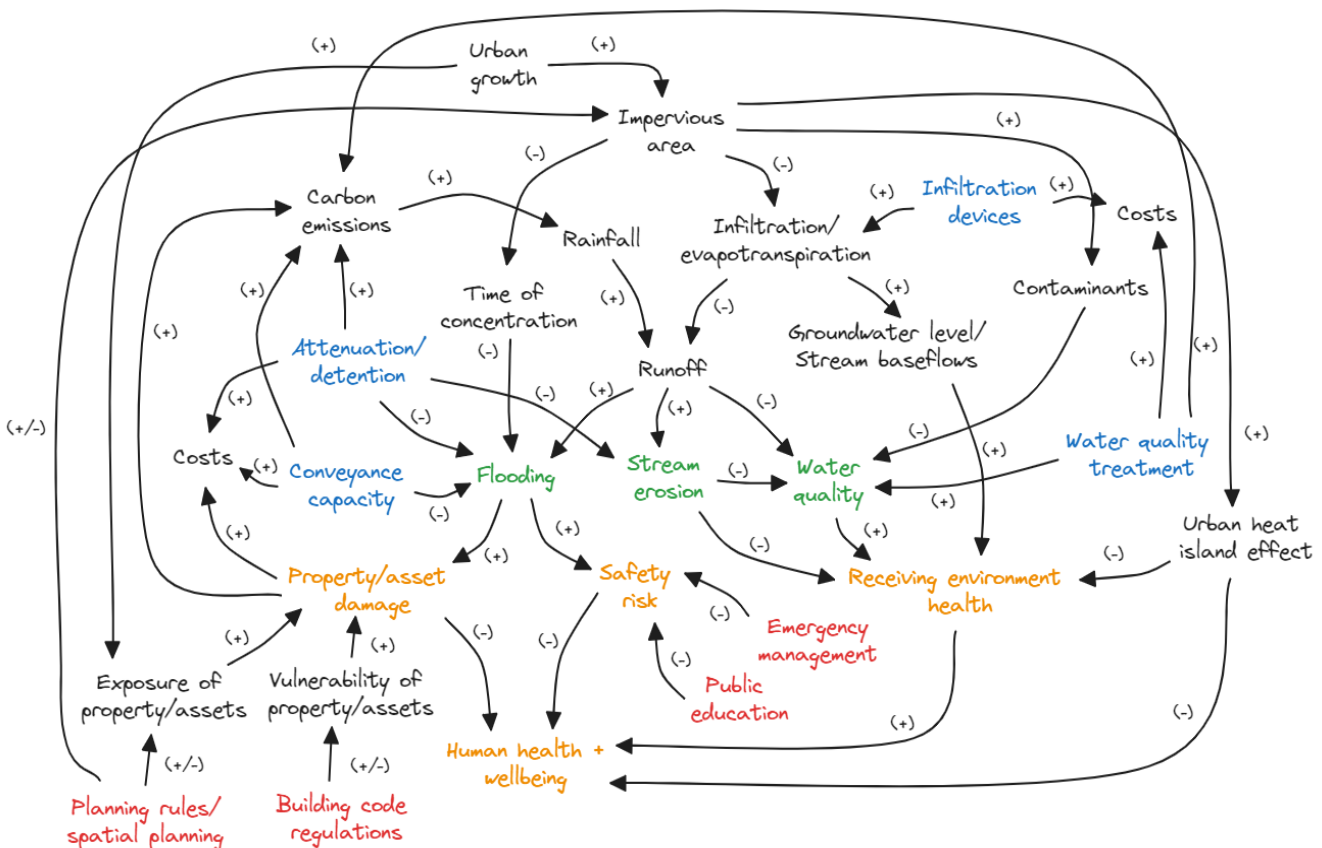 (+)
Urban
growth
(+)
Impervious
area
(+)
(-)
(-)
(+)
Carbon
emissions
Rainfall
Infiltration/
evapotranspiration
(+)
Infiltration
devices
(+)
Costs
(+)
(+)
Time of
concentration
(+)
(-)
(+)
Contaminants
Groundwater level/
Stream baseflows
(+)
Attenuation/
detention
(-)
Runoff
(+)
(+)
(+)
(-)
(-)
(+)
(+)
(-)
(+/-)
Costs
(+)
Conveyance
capacity
(-)
Flooding
Stream
erosion
(-)
Water
quality
(-)
(+)
(+)
Water quality
treatment
(+)
Urban heat
island effect
(+)
(+)
(+)
(-)
(+)
(-)
Property/asset
damage
Safety
risk
Receiving environment
health
(+)
(+)
(-)
(-)
(-)
Emergency
management
(-)
Public
education
Exposure of
property/assets
Vulnerability of
property/assets
(+)
(-)
(+/-)
(+/-)
Human health +
wellbeing
Planning rules/
spatial planning
Building code
regulations